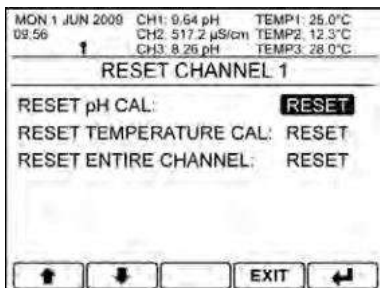 MON 1 JUN 2009 CH1: 9.64 pH TEMP1: 25.0°C
09:56 CH2: 517.2 µS/cm TEMP2: 12.3°C
CH3: 8.26 pH TEMP3: 28.0°C
RESET CHANNEL 1
RESET pH CAL: RESET
RESET TEMPERATURE CAL: RESET
RESET ENTIRE CHANNEL: RESET
EXIT